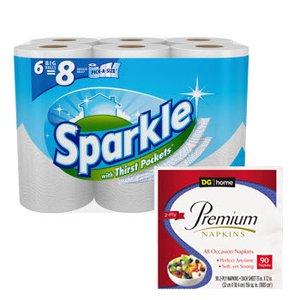 6 BIG ROLLS = 8 REGULAR ROLLS
PICK-A-SIZE
Sparkle
with Thirst Pockets
DG home
2-PLY
Premium
NAPKINS
All Occasion Napkins
• Perfect Anytime
• Soft, yet Strong
90
Napkins